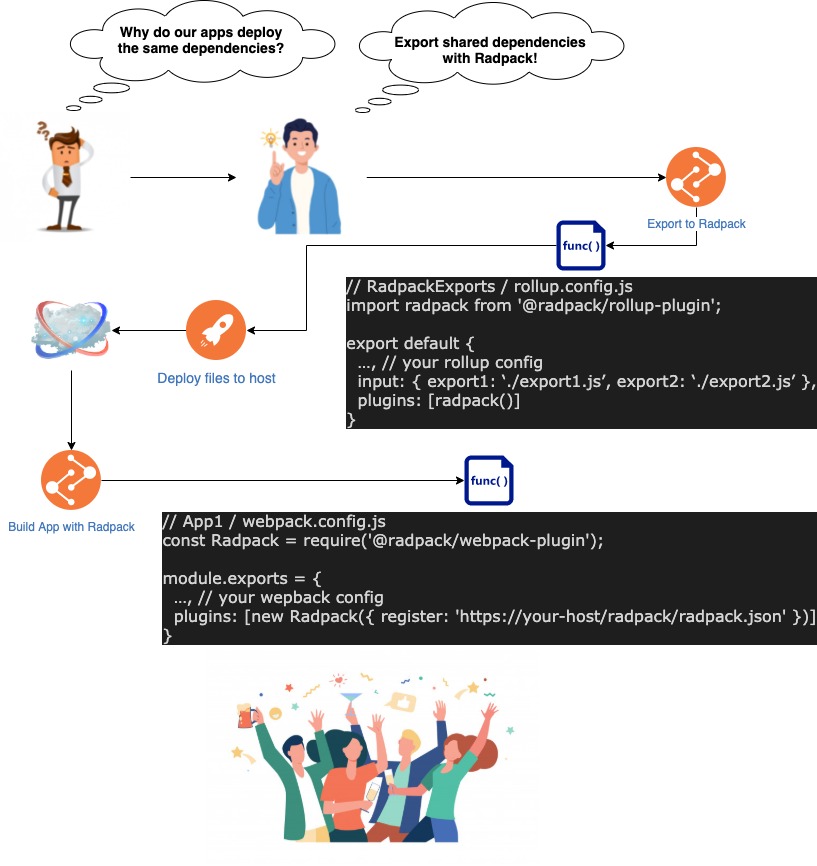 Why do our apps deploy
the same dependencies?
Export shared dependencies
with Radpack!
??
Export to Radpack
func( )
// RadpackExports / rollup.config.js
import radpack from '@radpack/rollup-plugin';
export default {
…, // your rollup config
input: { export1: ‘./export1.js’, export2: ‘./export2.js’ },
plugins: [radpack()]
}
Deploy files to host
Build App with Radpack
func( )
// App1 / webpack.config.js
const Radpack = require('@radpack/webpack-plugin');
module.exports = {
…, // your wepback config
plugins: [new Radpack({ register: 'https://your-host/radpack/radpack.json' })]
}